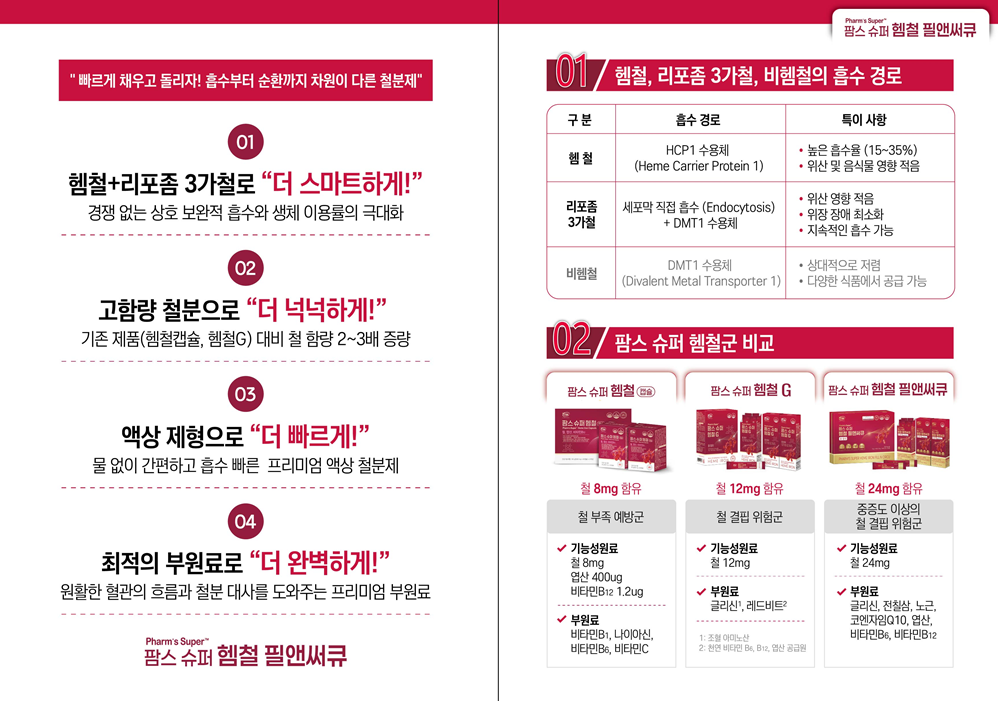 " 빠르게 채우고 돌리자! 흡수부터 순환까지 차원이 다른 철분제"
01
헴철+리포좀 3가철로 “더 스마트하게!”
경쟁 없는 상호 보완적 흡수와 생체 이용률의 극대화
02
고함량 철분으로 “더 넉넉하게!”
기존 제품(헴철캡슐, 헴철G) 대비 철 함량 2~3배 증량
03
액상 제형으로 “더 빠르게!”
물 없이 간편하고 흡수 빠른 프리미엄 액상 철분제
04
최적의 부원료로 “더 완벽하게!”
원활한 혈관의 흐름과 철분 대사를 도와주는 프리미엄 부원료
Pharm's Super™
팜스 슈퍼 헴철 필앤써큐
Pharm's Super™
팜스 슈퍼 헴철 필앤써큐
01 헴철, 리포좀 3가철, 비헴철의 흡수 경로
구 분 흡수 경로 특이 사항
헴 철
HCP1 수용체
(Heme Carrier Protein 1)
• 높은 흡수율 (15~35%)
• 위산 및 음식물 영향 적음
리포좀
3가철
세포막 직접 흡수 (Endocytosis)
+ DMT1 수용체
• 위산 영향 적음
• 위장 장애 최소화
• 지속적인 흡수 가능
비헴철
DMT1 수용체
(Divalent Metal Transporter 1)
• 상대적으로 저렴
• 다양한 식품에서 공급 가능
02 팜스 슈퍼 헴철군 비교
팜스 슈퍼 헴철 캡슐
철 8mg 함유
철 부족 예방군
✓ 기능성원료
철 8mg
엽산 400ug
비타민B12 1.2ug
✓ 부원료
비타민B1, 나이아신,
비타민B6, 비타민C
팜스 슈퍼 헴철 G
철 12mg 함유
철 결핍 위험군
✓ 기능성원료
철 12mg
✓ 부원료
글리신¹, 레드비트²
1: 조혈 아미노산
2: 천연 비타민 B6, B12, 엽산 공급원
팜스 슈퍼 헴철 필앤써큐
철 24mg 함유
중증도 이상의
철 결핍 위험군
✓ 기능성원료
철 24mg
✓ 부원료
글리신, 전칠삼, 노근,
코엔자임Q10, 엽산,
비타민B6, 비타민B12